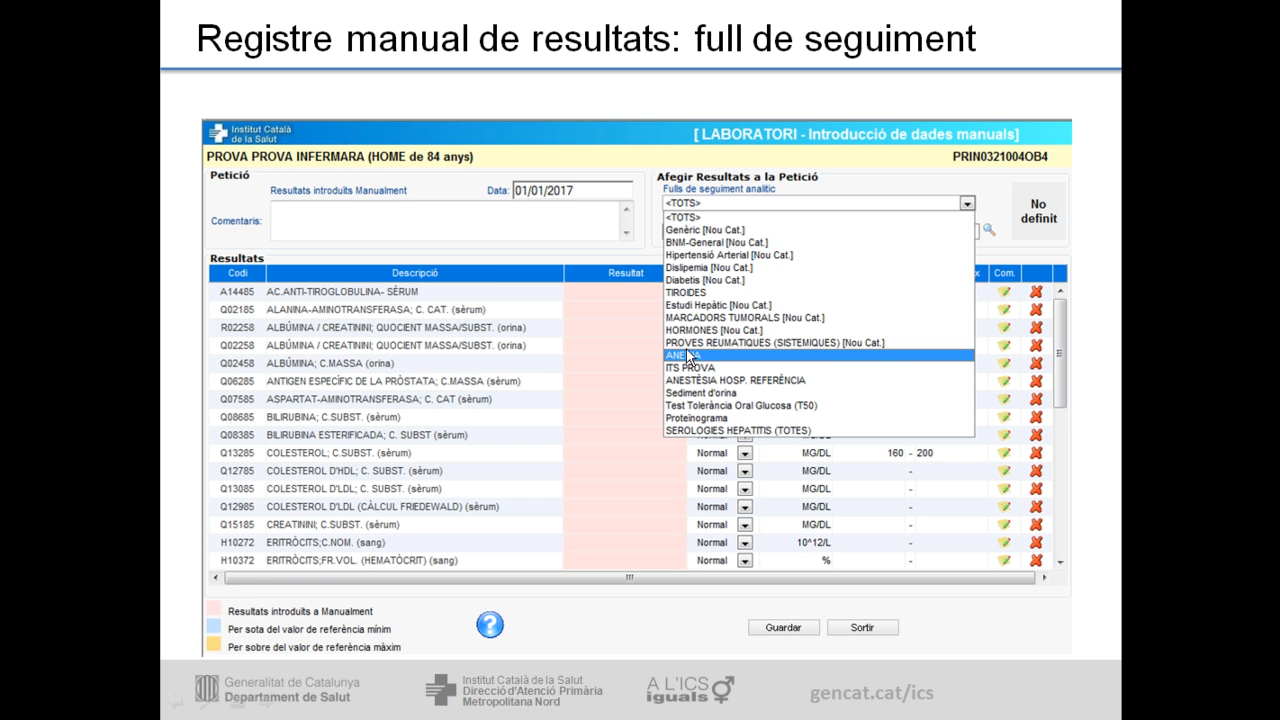 Registre manual de resultats: full de seguiment
Institut Català
de la Salut
[ LABORATORI - Introducció de dades manuals]
PROVA PROVA INFERMARA (HOME de 84 anys)
PRIN0321004OB4
Petició
Resultats introduïts Manualment
Data: 01/01/2017
Comentaris:
Afegir Resultats a la Petició
Fulls de seguiment analític
<TOTS>
No
definit
<TOTS>
Genèric [Nou Cat.]
BNM-General [Nou Cat.]
Hipertensió Arterial [Nou Cat.]
Dislipemia [Nou Cat.]
Diabetis [Nou Cat.]
TIROIDES
Estudi Hepàtic [Nou Cat.]
MARCADORS TUMORALS [Nou Cat.]
HORMONES [Nou Cat.]
PROVES REUMATIQUES (SISTEMIQUES) [Nou Cat.]
ITS PROVA
ANESTÈSIA HOSP. REFERÈNCIA
Sediment d'orina
Test Tolerància Oral Glucosa (T50)
Proteïnograma
SEROLOGIES HEPATITIS (TOTES)
Resultats
Codi Descripció Resultat x Com.
A14485 AC.ANTI-TIROGLOBULINA- SÈRUM
Q02185 ALANINA-AMINOTRANSFERASA; C. CAT. (sèrum)
R02258 ALBÚMINA / CREATININI; QUOCIENT MASSA/SUBST. (orina)
Q02258 ALBÚMINA / CREATININI; QUOCIENT MASSA/SUBST. (orina)
Q02458 ALBÚMINA; C.MASSA (orina)
Q06285 ANTIGEN ESPECÍFIC DE LA PRÒSTATA; C.MASSA (sèrum)
Q07585 ASPARTAT-AMINOTRANSFERASA; C. CAT (sèrum)
Q08685 BILIRUBINA; C.SUBST. (sèrum)
Q08385 BILIRUBINA ESTERIFICADA; C. SUBST (sèrum)
Q13285 COLESTEROL; C.SUBST. (sèrum) Normal MG/DL 160 - 200
Q12785 COLESTEROL D'HDL; C. SUBST. (sèrum) Normal MG/DL -
Q13085 COLESTEROL D'LDL; C. SUBST. (sèrum) Normal MG/DL -
Q12985 COLESTEROL D'LDL (CÀLCUL FRIEDEWALD) (sèrum) Normal MG/DL -
Q15185 CREATININI; C.SUBST. (sèrum) Normal MG/DL -
H10272 ERITRÒCITS;C.NOM. (sang) Normal 10^12/L -
H10372 ERITRÒCITS;FR.VOL. (HEMATÒCRIT) (sang) Normal % -
Resultats introduïts a Manualment
Per sota del valor de referència mínim
Per sobre del valor de referència màxim
?
Guardar
Sortir
Generalitat de Catalunya
Departament de Salut
Institut Català de la Salut
Direcció d'Atenció Primària
Metropolitana Nord
A L'ICS
iguals
gencat.cat/ics